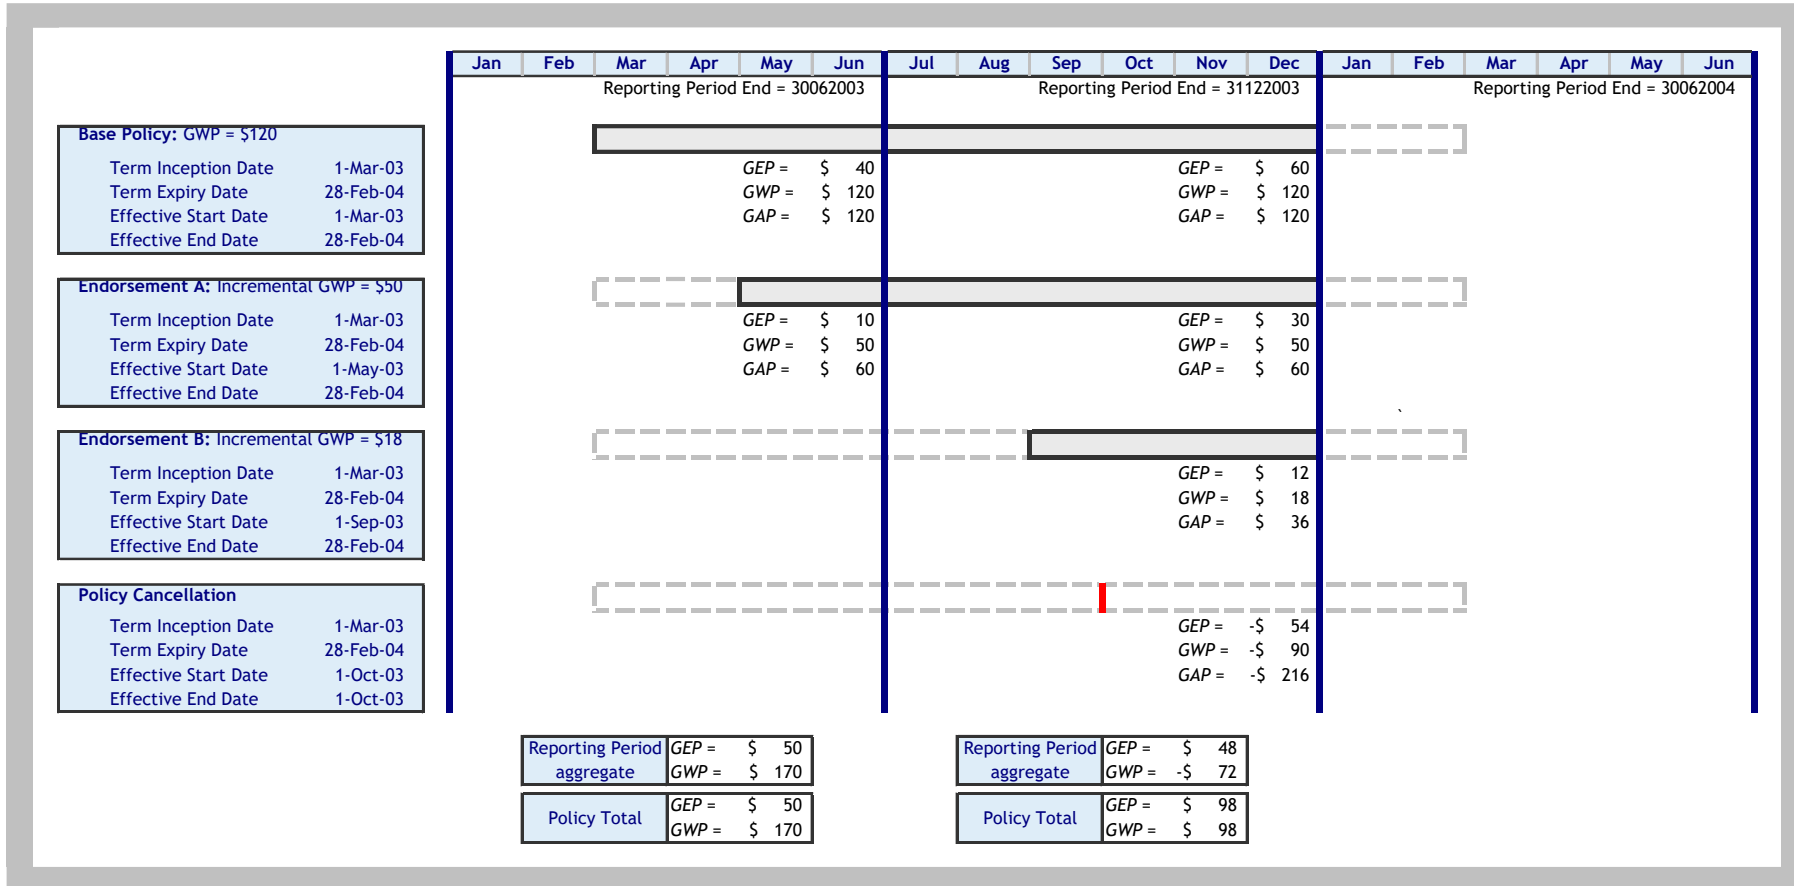 Jan Feb Mar Apr May Jun Jul Aug Sep Oct Nov Dec Jan Feb Mar Apr May Jun
Reporting Period End = 30062003 Reporting Period End = 31122003 Reporting Period End = 30062004
Base Policy: GWP = $120
Term Inception Date 1-Mar-03 GEP = $ 40 GEP = $ 60
Term Expiry Date 28-Feb-04 GWP = $ 120 GWP = $ 120
Effective Start Date 1-Mar-03 GAP = $ 120 GAP = $ 120
Effective End Date 28-Feb-04
Endorsement A: Incremental GWP = $50
Term Inception Date 1-Mar-03 GEP = $ 10 GEP = $ 30
Term Expiry Date 28-Feb-04 GWP = $ 50 GWP = $ 50
Effective Start Date 1-May-03 GAP = $ 60 GAP = $ 60
Effective End Date 28-Feb-04
`
Endorsement B: Incremental GWP = $18
Term Inception Date 1-Mar-03 GEP = $ 12
Term Expiry Date 28-Feb-04 GWP = $ 18
Effective Start Date 1-Sep-03 GAP = $ 36
Effective End Date 28-Feb-04
Policy Cancellation
Term Inception Date 1-Mar-03 GEP = -$ 54
Term Expiry Date 28-Feb-04 GWP = -$ 90
Effective Start Date 1-Oct-03 GAP = -$ 216
Effective End Date 1-Oct-03
Reporting Period GEP = $ 50 Reporting Period GEP = $ 48
aggregate GWP = $ 170 aggregate GWP = -$ 72
GEP = $ 50 GEP = $ 98
Policy Total Policy Total
GWP = $ 170 GWP = $ 98